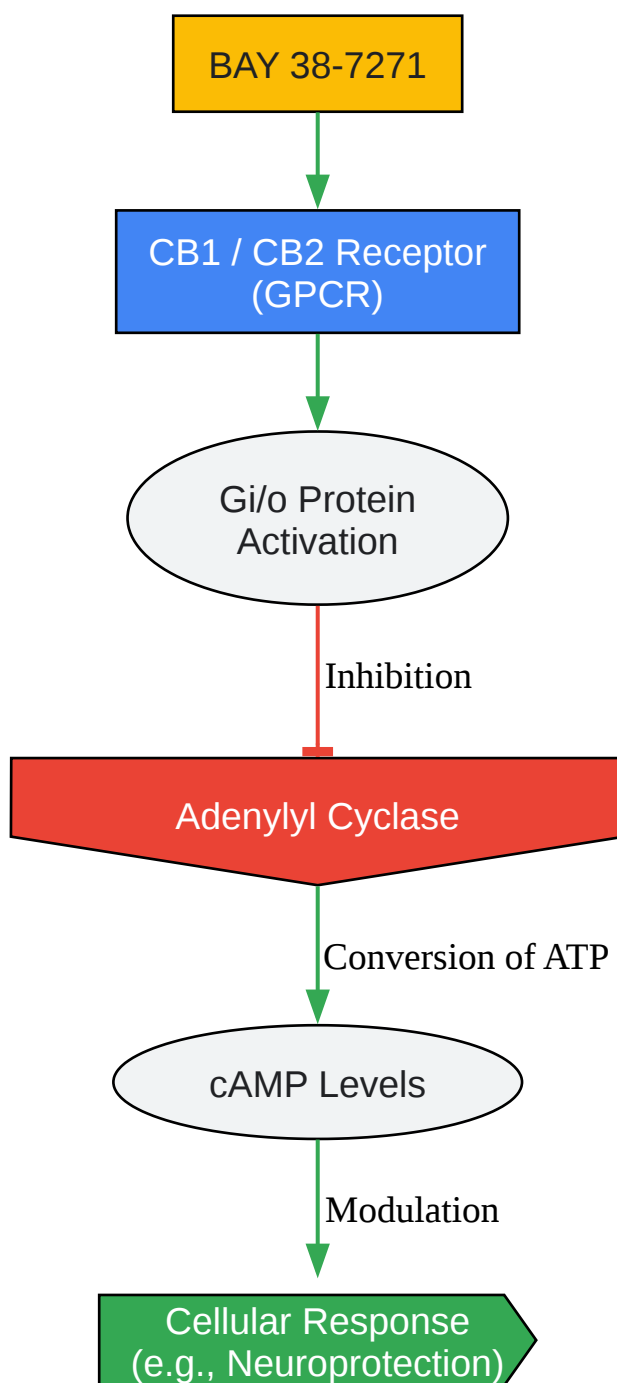 BAY 38-7271
CB1 / CB2 Receptor
(GPCR)
Gi/o Protein
Activation
Inhibition
Adenylyl Cyclase
Conversion of ATP
cAMP Levels
Modulation
Cellular Response
(e.g., Neuroprotection)